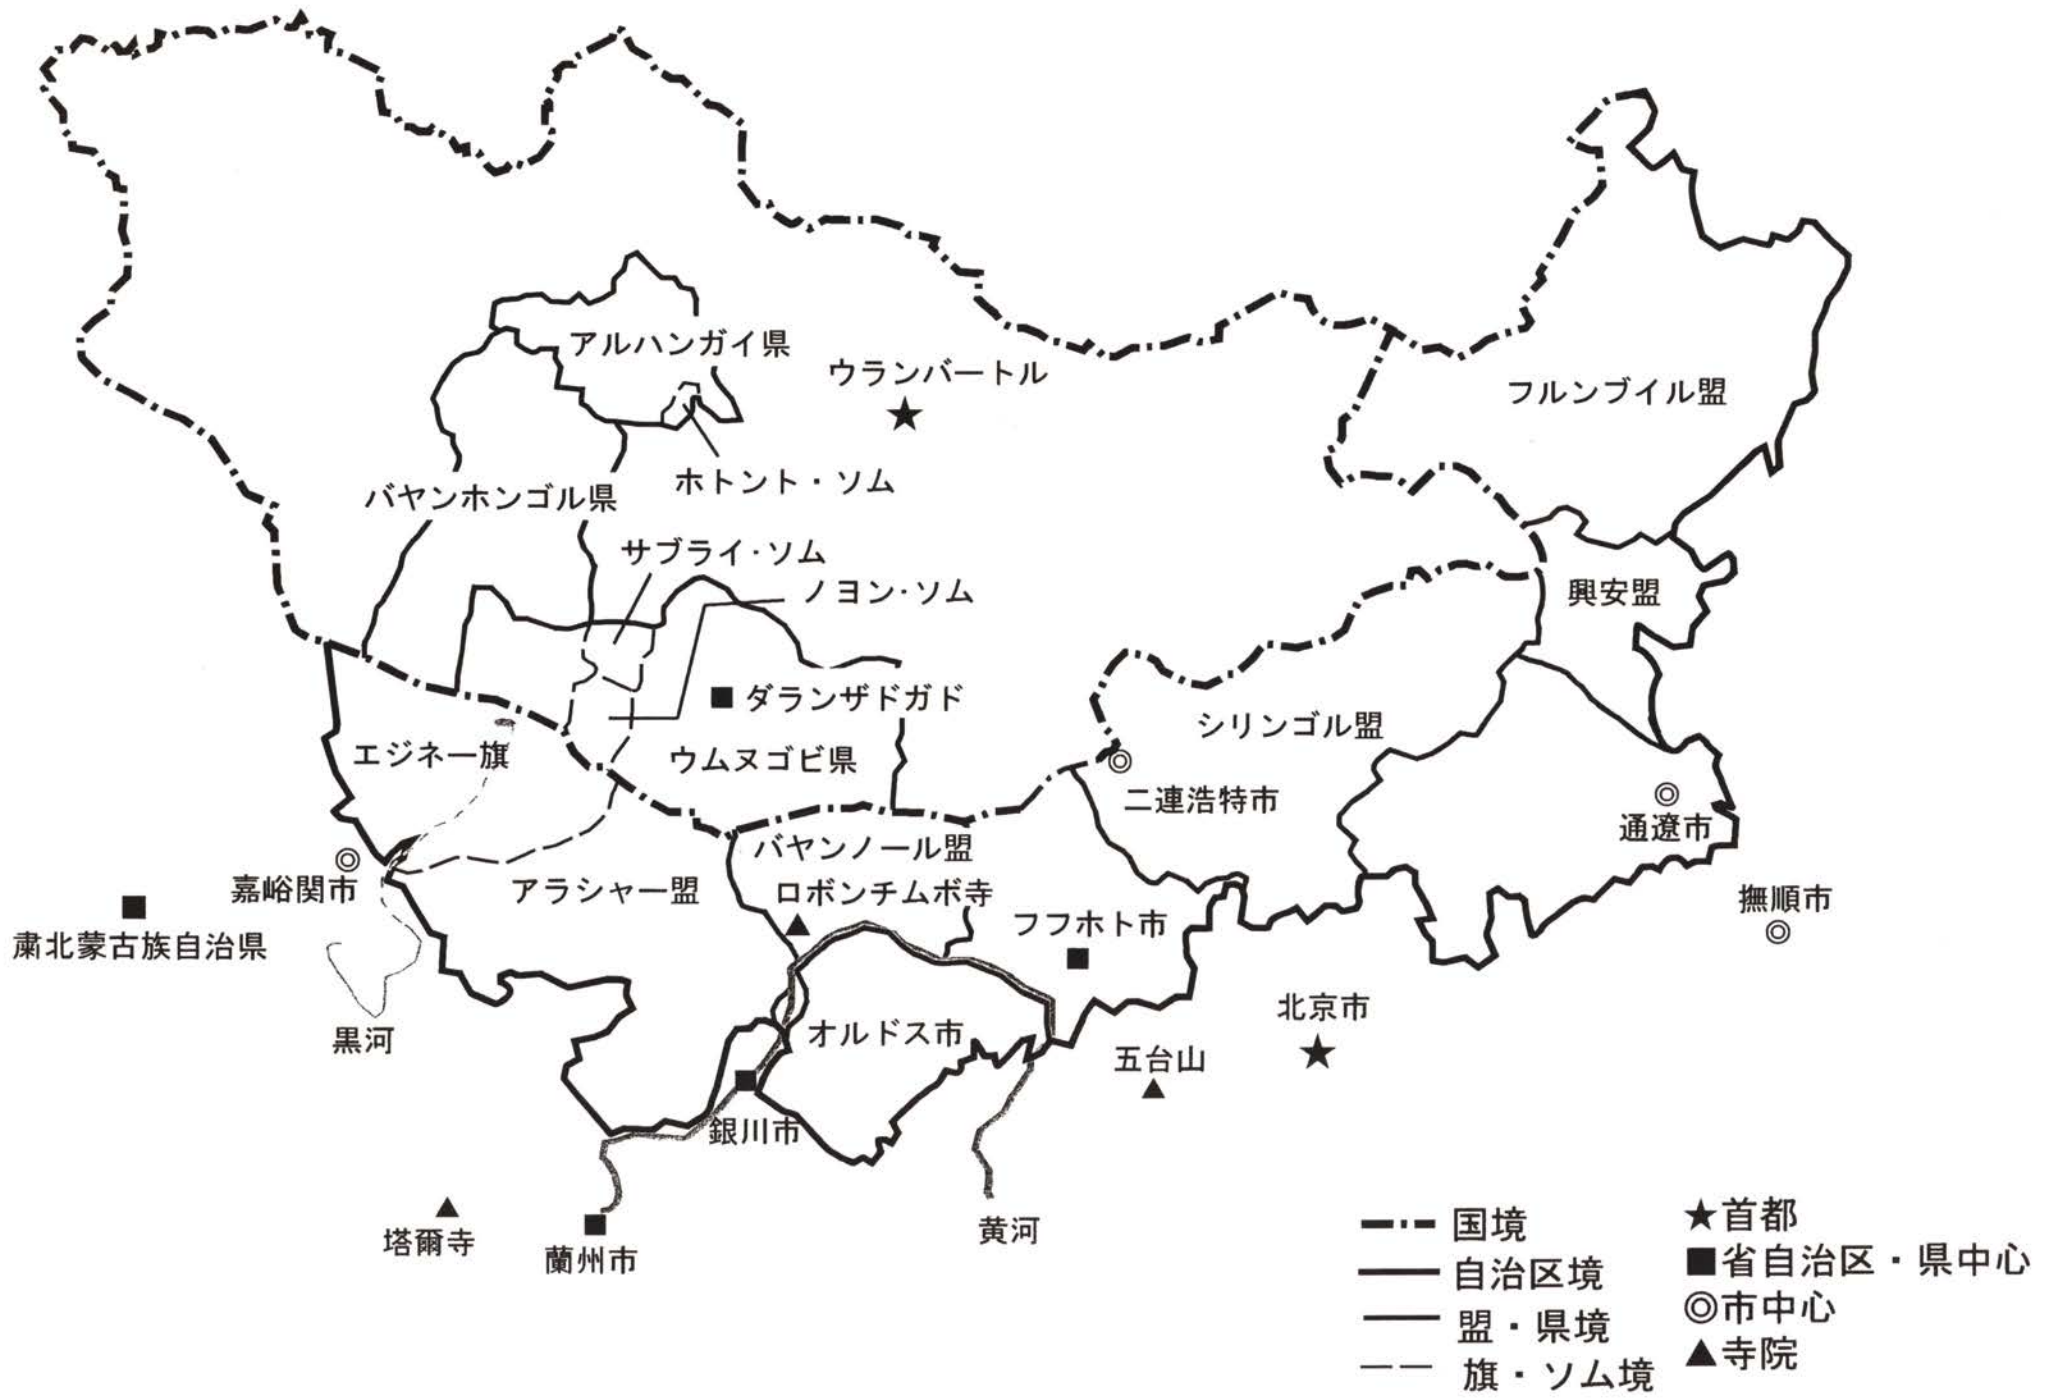 アルハンガイ県
ウランバートル
★
フルンブイル盟
ホトント・ソム
バヤンホンゴル県
サブライ・ソム
ノヨン・ソム
興安盟
■ダランザドガド
シリンゴル盟
エジネー旗
ウムヌゴビ県
◎
二連浩特市
◎
通遼市
バヤンノール盟
◎
嘉峪関市
アラシャー盟
ロボンチムボ寺
▲
フフホト市
■
撫順市
◎
■
粛北蒙古族自治県
黒河
オルドス市
北京市
★
五台山
▲
■
銀川市
▲
塔爾寺
■
蘭州市
黄河
国境
自治区境
盟・県境
旗・ソム境
★首都
■省自治区・県中心
◎市中心
▲寺院